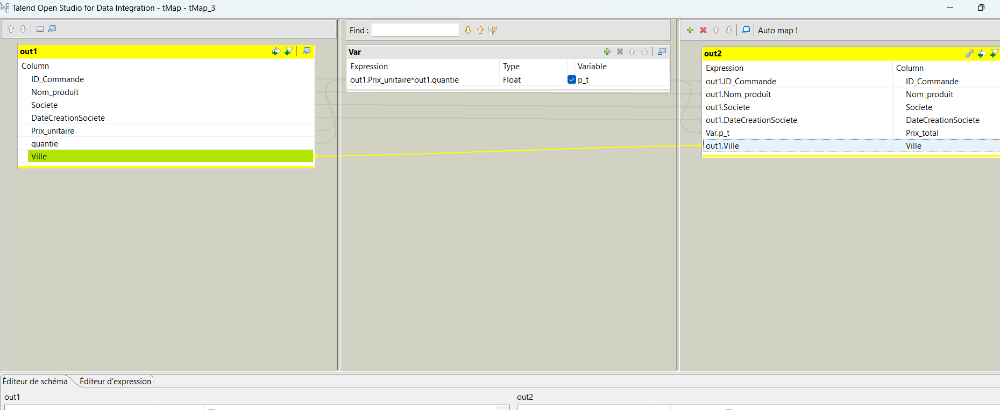 Talend Open Studio for Data Integration - tMap - tMap_3
out1
Column
ID_Commande
Nom_produit
Societe
DateCreationSociete
Prix_unitaire
quantie
Ville
Find :
Var
Expression Type Variable
out1.Prix_unitaire*out1.quantie Float p_t
Auto map !
out2
Expression Column
out1.ID_Commande ID_Commande
out1.Nom_produit Nom_produit
out1.Societe Societe
out1.DateCreationSociete DateCreationSociete
Var.p_t Prix_total
out1.Ville Ville
Éditeur de schéma Éditeur d'expression
out1 out2